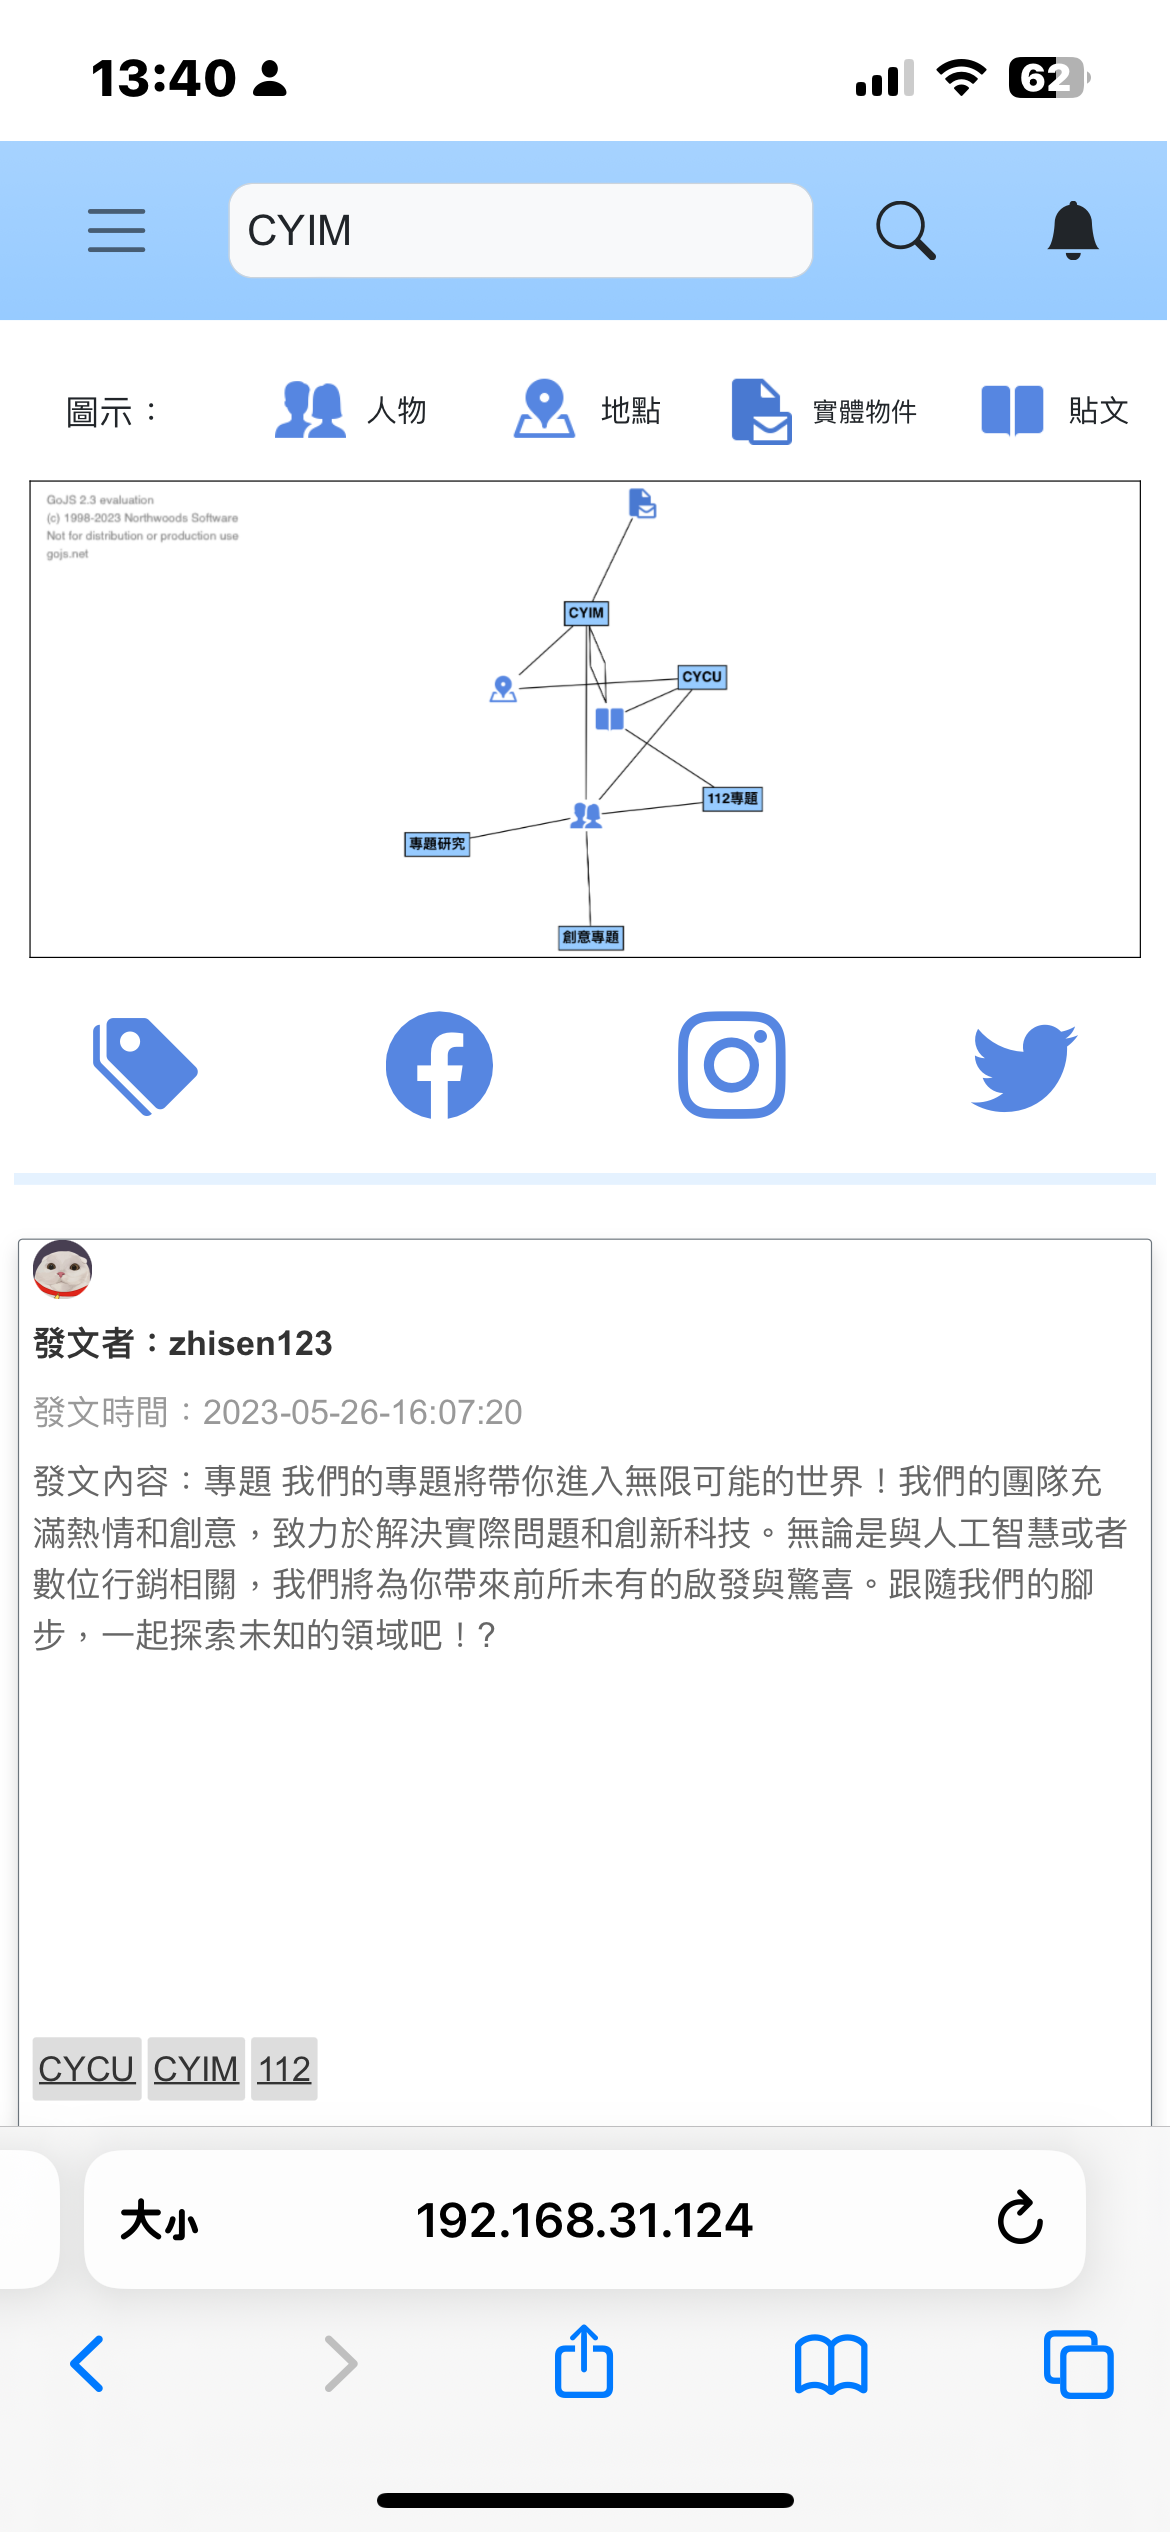 13:40
62
CYIM
圖示：
人物
地點
實體物件
貼文
GoJS 2.3 evaluation
(c) 1998-2023 Northwoods Software
Not for distribution or production use
gojs.net
CYIM
CYCU
112專題
專題研究
創意專題
發文者：zhisen123
發文時間：2023-05-26-16:07:20
發文內容：專題 我們的專題將帶你進入無限可能的世界！我們的團隊充
滿熱情和創意，致力於解決實際問題和創新科技。無論是與人工智慧或者
數位行銷相關，我們將為你帶來前所未有的啟發與驚喜。跟隨我們的腳
步，一起探索未知的領域吧！?
CYCU CYIM 112
大小
192.168.31.124